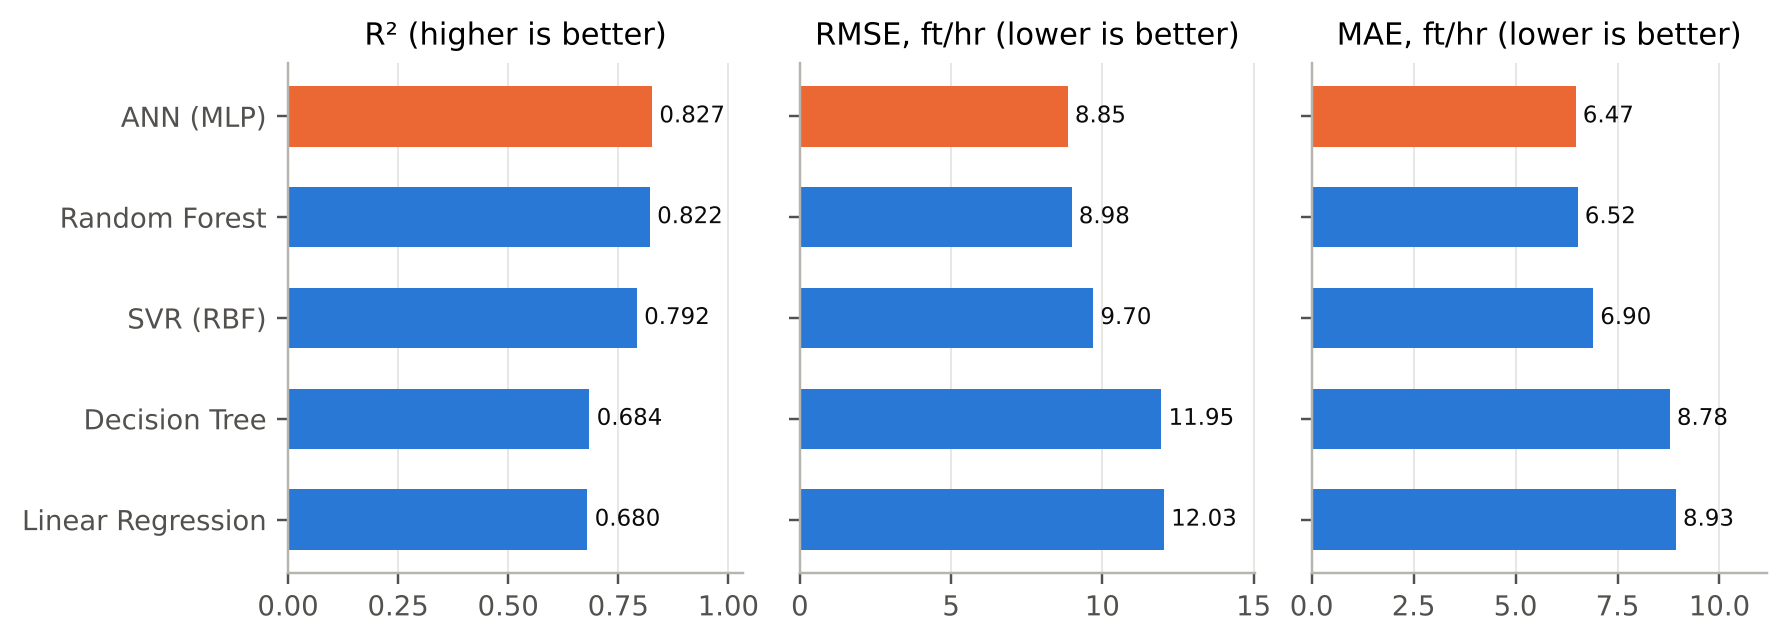 R² (higher is better)
RMSE, ft/hr (lower is better)
MAE, ft/hr (lower is better)
ANN (MLP) 0.827 8.85 6.47
Random Forest 0.822 8.98 6.52
SVR (RBF) 0.792 9.70 6.90
Decision Tree 0.684 11.95 8.78
Linear Regression 0.680 12.03 8.93
0.00 0.25 0.50 0.75 1.00
0 5 10 15
0.0 2.5 5.0 7.5 10.0